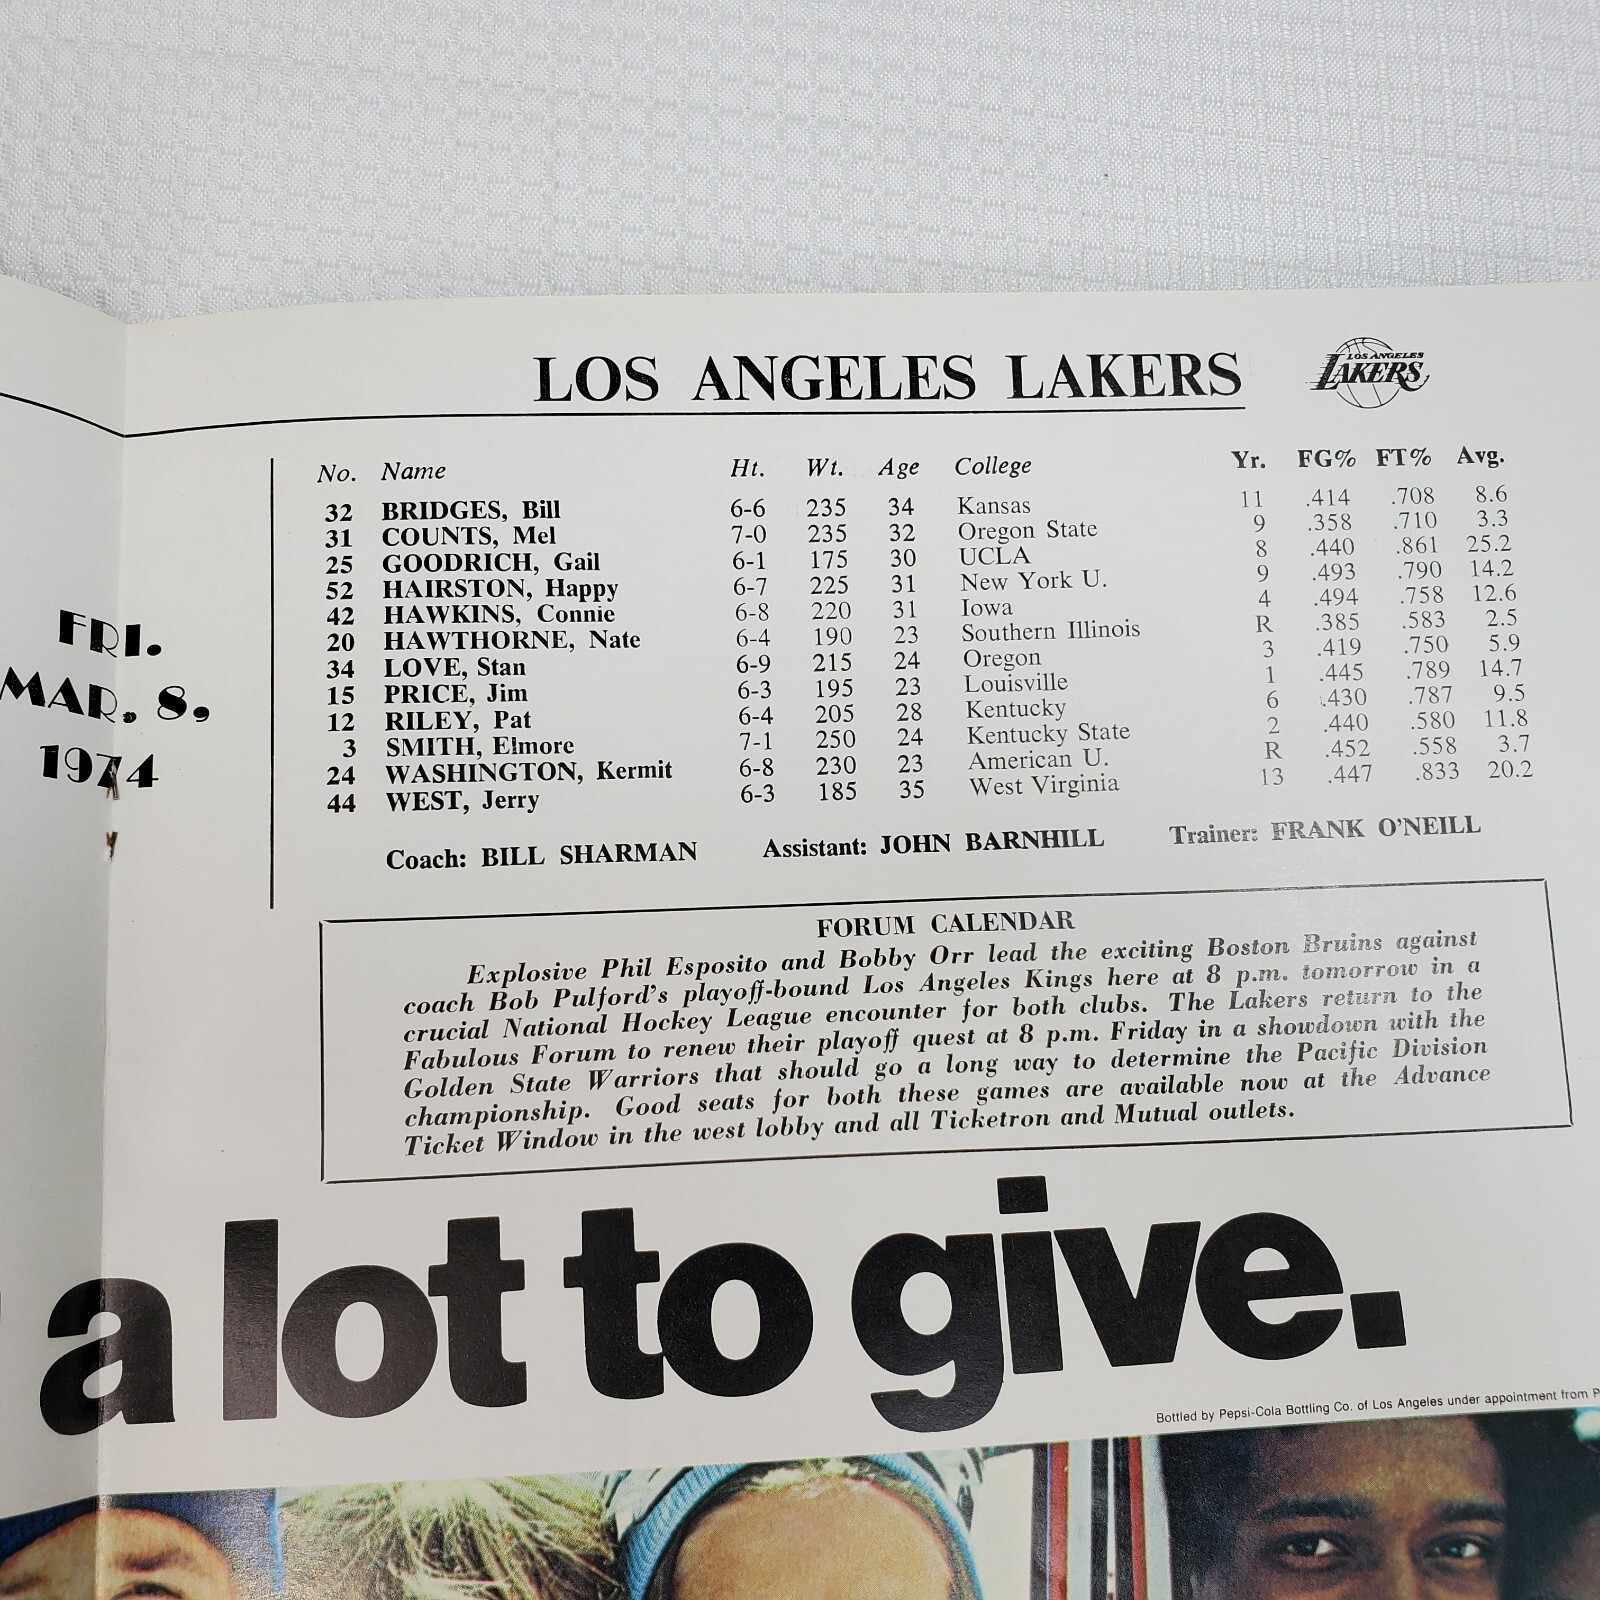 FRI.
MAR. 8,
1974
LOS ANGELES LAKERS
LOS ANGELES
LAKERS
No. Name Ht. Wt. Age College Yr. FG% FT% Avg.
32 BRIDGES, Bill 6-6 235 34 Kansas 11 .414 .708 8.6
31 COUNTS, Mel 7-0 235 32 Oregon State 9 .358 .710 3.3
25 GOODRICH, Gail 6-1 175 30 UCLA 8 .440 .861 25.2
52 HAIRSTON, Happy 6-7 225 31 New York U. 9 .493 .790 14.2
42 HAWKINS, Connie 6-8 220 31 Iowa 4 .494 .758 12.6
20 HAWTHORNE, Nate 6-4 190 23 Southern Illinois R .385 .583 2.5
34 LOVE, Stan 6-9 215 24 Oregon 3 .419 .750 5.9
15 PRICE, Jim 6-3 195 23 Louisville 1 .445 .789 14.7
12 RILEY, Pat 6-4 205 28 Kentucky 6 .430 .787 9.5
3 SMITH, Elmore 7-1 250 24 Kentucky State 2 .440 .580 11.8
24 WASHINGTON, Kermit 6-8 230 23 American U. R .452 .558 3.7
44 WEST, Jerry 6-3 185 35 West Virginia 13 .447 .833 20.2
Coach: BILL SHARMAN Assistant: JOHN BARNHILL Trainer: FRANK O'NEILL
FORUM CALENDAR
Explosive Phil Esposito and Bobby Orr lead the exciting Boston Bruins against
coach Bob Pulford's playoff-bound Los Angeles Kings here at 8 p.m. tomorrow in a
crucial National Hockey League encounter for both clubs. The Lakers return to the
Fabulous Forum to renew their playoff quest at 8 p.m. Friday in a showdown with the
Golden State Warriors that should go a long way to determine the Pacific Division
championship. Good seats for both these games are available now at the Advance
Ticket Window in the west lobby and all Ticketron and Mutual outlets.
a lot to give.
Bottled by Pepsi-Cola Bottling Co. of Los Angeles under appointment from